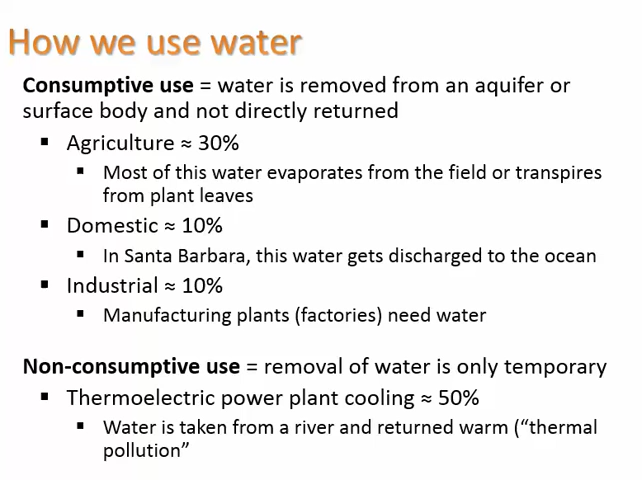 How we use water
Consumptive use = water is removed from an aquifer or
surface body and not directly returned
▪ Agriculture ≈ 30%
▪ Most of this water evaporates from the field or transpires
from plant leaves
▪ Domestic ≈ 10%
▪ In Santa Barbara, this water gets discharged to the ocean
▪ Industrial ≈ 10%
▪ Manufacturing plants (factories) need water
Non-consumptive use = removal of water is only temporary
▪ Thermoelectric power plant cooling ≈ 50%
▪ Water is taken from a river and returned warm (“thermal
pollution”